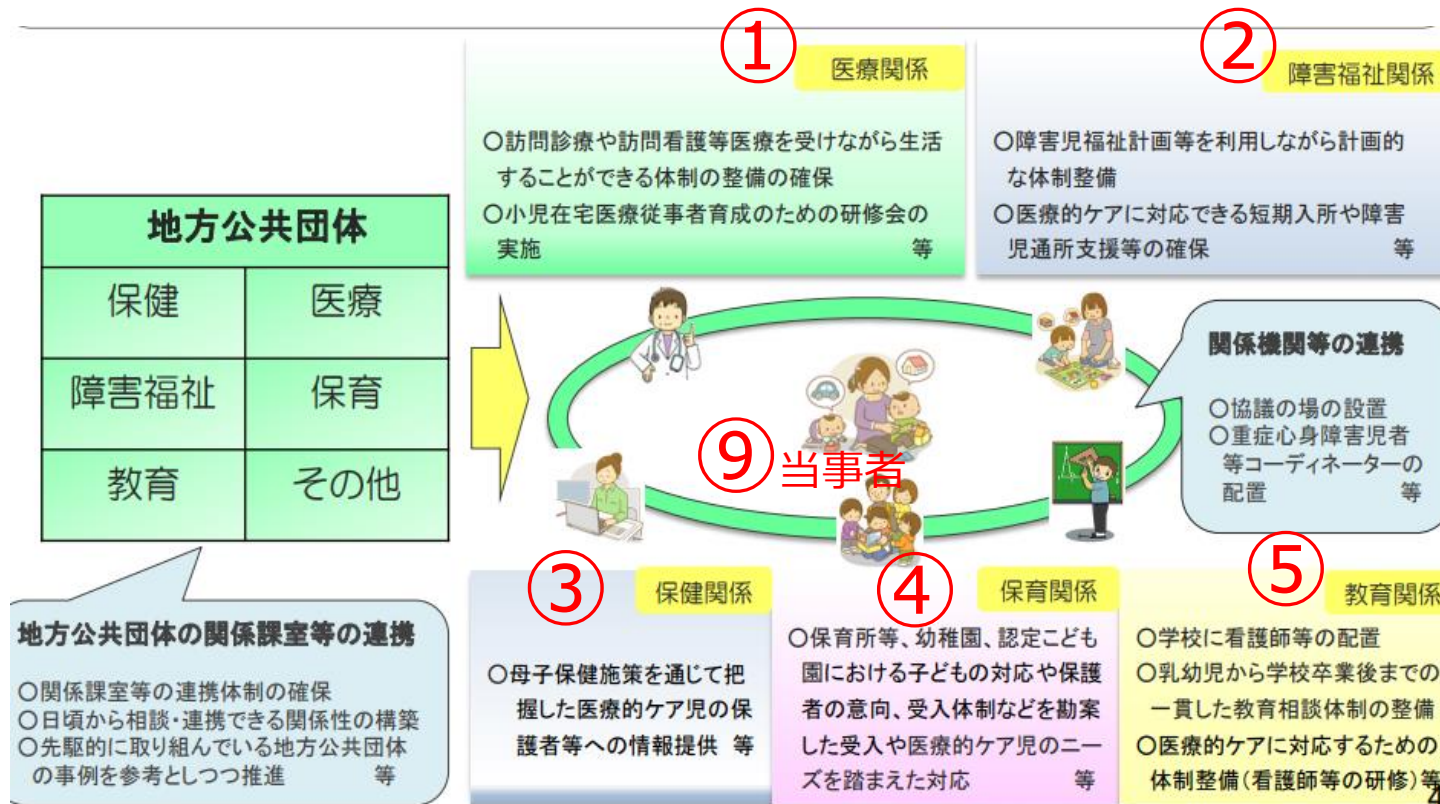 ①
医療関係
○訪問診療や訪問看護等医療を受けながら生活
することができる体制の整備の確保
○小児在宅医療従事者育成のための研修会の
実施 等
②
障害福祉関係
○障害児福祉計画等を利用しながら計画的
な体制整備
○医療的ケアに対応できる短期入所や障害
児通所支援等の確保 等
地方公共団体
保健 医療
障害福祉 保育
教育 その他
⑨当事者
関係機関等の連携
○協議の場の設置
○重症心身障害児者
等コーディネーターの
配置 等
地方公共団体の関係課室等の連携
○関係課室等の連携体制の確保
○日頃から相談・連携できる関係性の構築
○先駆的に取り組んでいる地方公共団体
の事例を参考としつつ推進 等
③
保健関係
○母子保健施策を通じて把
握した医療的ケア児の保
護者等への情報提供 等
④
保育関係
○保育所等、幼稚園、認定こども
園における子どもの対応や保護
者の意向、受入体制などを勘案
した受入や医療的ケア児のニー
ズを踏まえた対応 等
⑤
教育関係
○学校に看護師等の配置
○乳幼児から学校卒業後までの
一貫した教育相談体制の整備
○医療的ケアに対応するための
体制整備(看護師等の研修)等